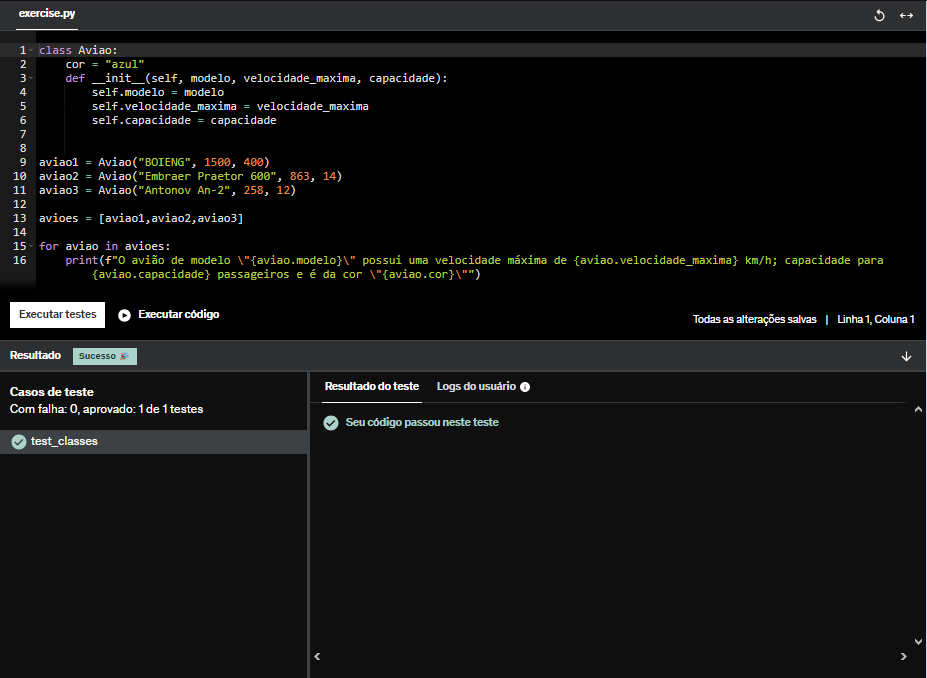 exercise.py
1 class Aviao:
2     cor = "azul"
3     def __init__(self, modelo, velocidade_maxima, capacidade):
4         self.modelo = modelo
5         self.velocidade_maxima = velocidade_maxima
6         self.capacidade = capacidade
7
8
9 aviao1 = Aviao("BOIENG", 1500, 400)
10 aviao2 = Aviao("Embraer Praetor 600", 863, 14)
11 aviao3 = Aviao("Antonov An-2", 258, 12)
12
13 avioes = [aviao1,aviao2,aviao3]
14
15 for aviao in avioes:
16     print(f"O avião de modelo \"{aviao.modelo}\" possui uma velocidade máxima de {aviao.velocidade_maxima} km/h; capacidade para
{aviao.capacidade} passageiros e é da cor \"{aviao.cor}\"")
Executar testes
Executar código
Todas as alterações salvas | Linha 1, Coluna 1
Resultado
Sucesso 🎉
Casos de teste
Com falha: 0, aprovado: 1 de 1 testes
test_classes
Resultado do teste
Logs do usuário
Seu código passou neste teste